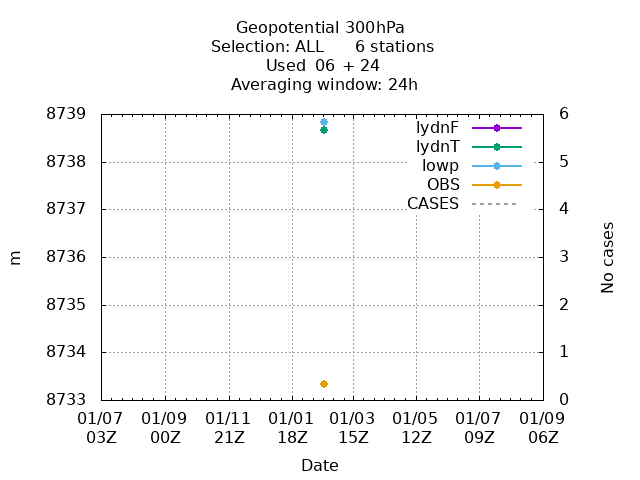 Geopotential 300hPa
Selection: ALL 6 stations
Used 06 + 24
Averaging window: 24h
8739
8738
8737
8736
8735
8734
8733
m
6
5
4
3
2
1
0
No cases
lydnF
lydnT
lowp
OBS
CASES
01/07 01/09 01/11 01/01 01/03 01/05 01/07 01/09
03Z 00Z 21Z 18Z 15Z 12Z 09Z 06Z
Date